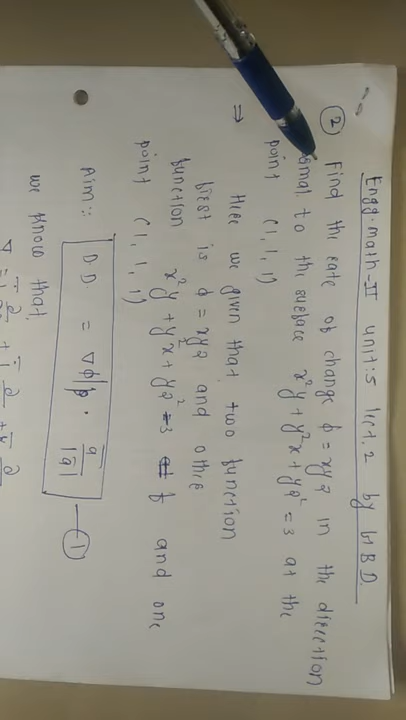 Engg. math-II unit:5 lect.2 by GBD.
② Find the rate of change φ = xyz in the direction
normal to the surface x²y + y²x + yz² = 3 at the
point (1, 1, 1)
⇒ Here we given that two function
first is φ = xyz and other
function x²y + y²x + yz² = 3 and one
point (1, 1, 1)
Aim :: DD = ∇φ|p · a̅/|a̅| — ①
we know that